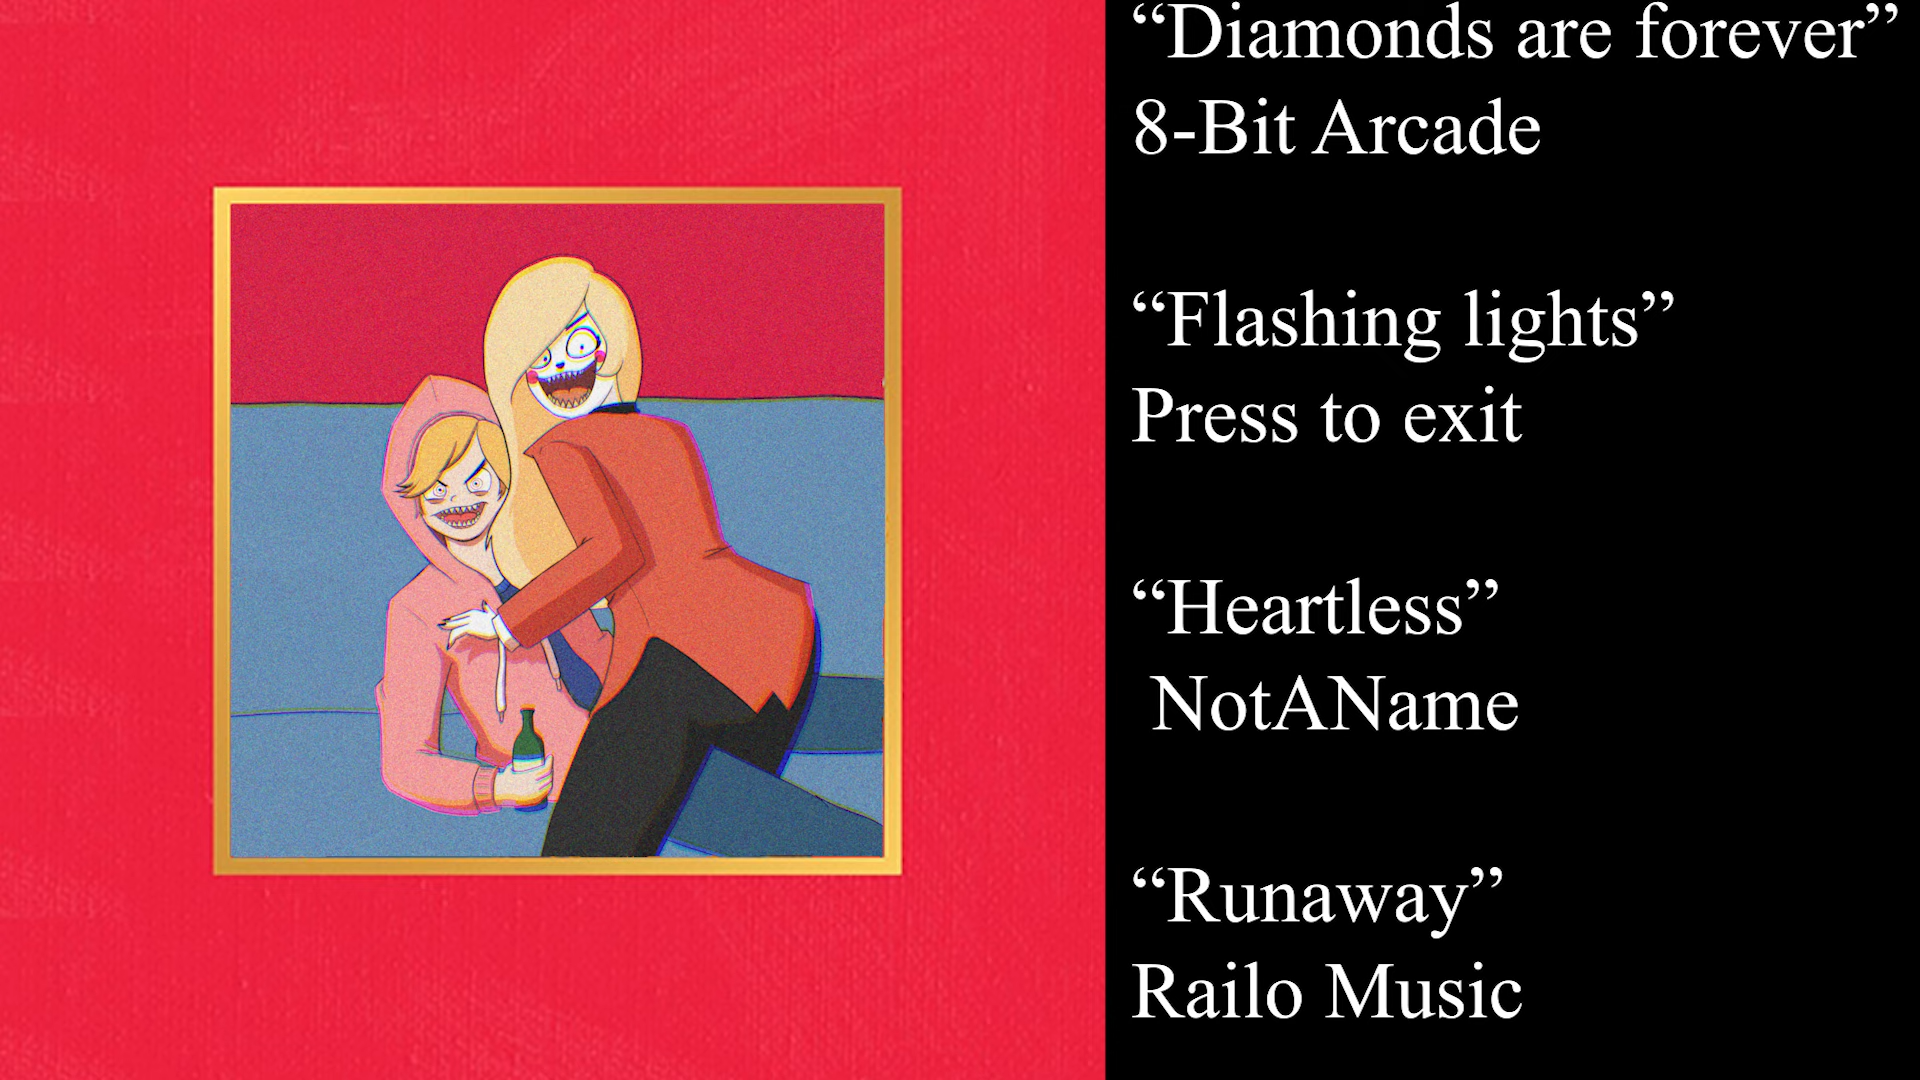 “Diamonds are forever”
8-Bit Arcade
“Flashing lights”
Press to exit
“Heartless”
NotAName
“Runaway”
Railo Music